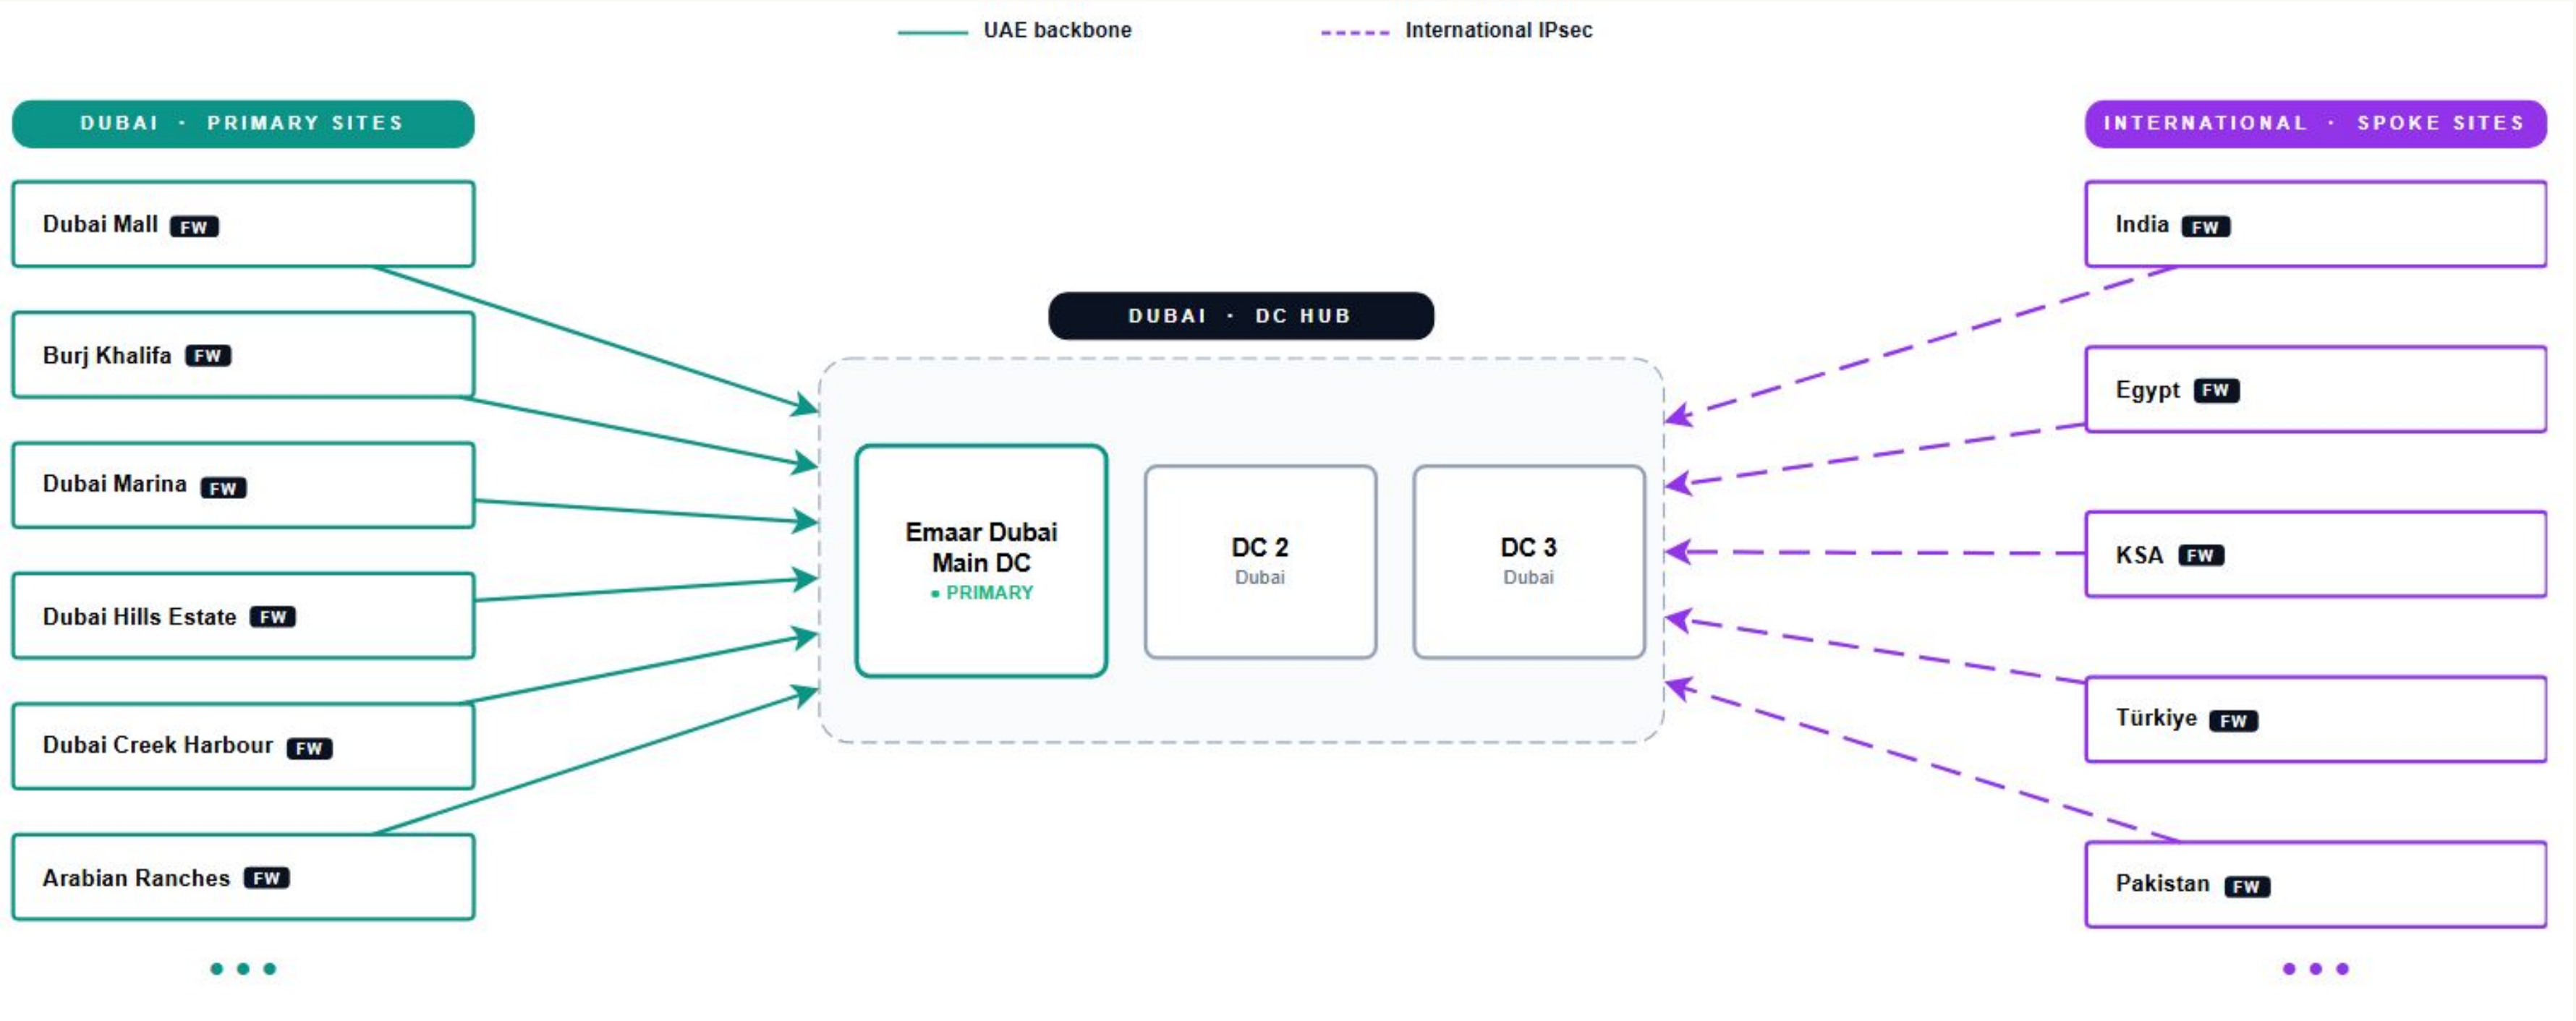 UAE backbone
International IPsec
DUBAI · PRIMARY SITES
Dubai Mall FW
Burj Khalifa FW
Dubai Marina FW
Dubai Hills Estate FW
Dubai Creek Harbour FW
Arabian Ranches FW
DUBAI · DC HUB
Emaar Dubai
Main DC
• PRIMARY
DC 2
Dubai
DC 3
Dubai
INTERNATIONAL · SPOKE SITES
India FW
Egypt FW
KSA FW
Türkiye FW
Pakistan FW